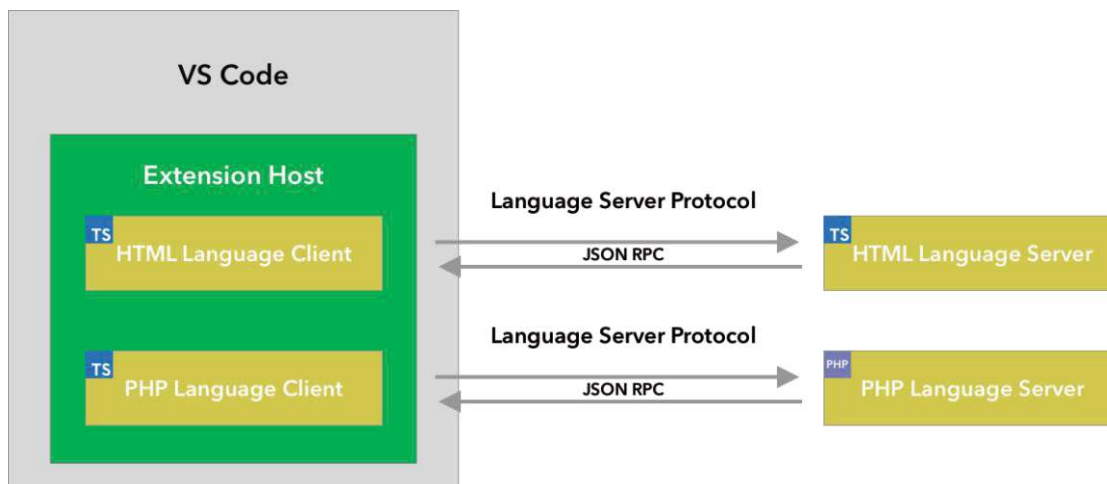 VS Code
Extension Host
TS
HTML Language Client
TS
PHP Language Client
Language Server Protocol
JSON RPC
Language Server Protocol
JSON RPC
TS
HTML Language Server
PHP
PHP Language Server